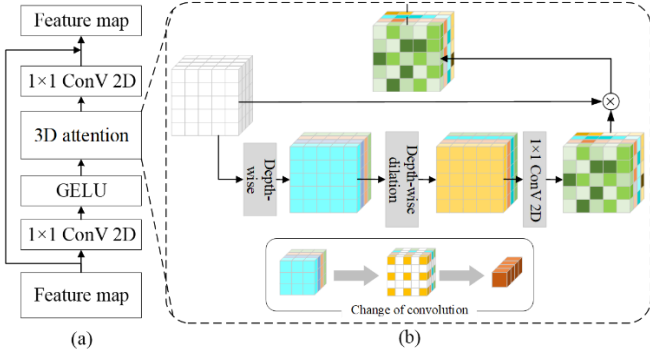 Feature map
1×1 ConV 2D
3D attention
GELU
1×1 ConV 2D
Feature map
(a)
×
Depth-
wise
Depth-wise
dilation
1×1 ConV 2D
Change of convolution
(b)